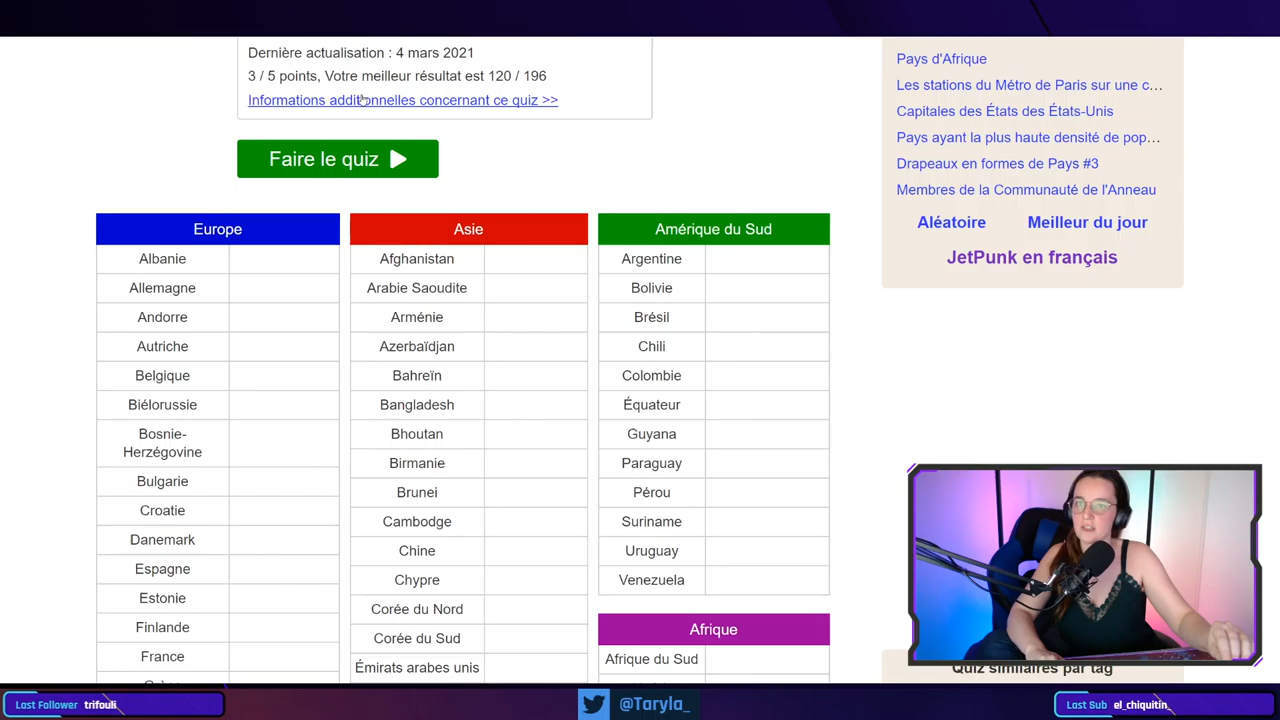 Dernière actualisation : 4 mars 2021
3 / 5 points, Votre meilleur résultat est 120 / 196
Informations additionnelles concernant ce quiz >>
Faire le quiz
Europe
Albanie
Allemagne
Andorre
Autriche
Belgique
Biélorussie
Bosnie-
Herzégovine
Bulgarie
Croatie
Danemark
Espagne
Estonie
Finlande
France
Asie
Afghanistan
Arabie Saoudite
Arménie
Azerbaïdjan
Bahreïn
Bangladesh
Bhoutan
Birmanie
Brunei
Cambodge
Chine
Chypre
Corée du Nord
Corée du Sud
Émirats arabes unis
Amérique du Sud
Argentine
Bolivie
Brésil
Chili
Colombie
Équateur
Guyana
Paraguay
Pérou
Suriname
Uruguay
Venezuela
Afrique
Afrique du Sud
Pays d'Afrique
Les stations du Métro de Paris sur une c…
Capitales des États des États-Unis
Pays ayant la plus haute densité de pop…
Drapeaux en formes de Pays #3
Membres de la Communauté de l'Anneau
Aléatoire Meilleur du jour
JetPunk en français
Quiz similaires par tag
Last Follower trifouli
@Taryla_
Last Sub el_chiquitin_